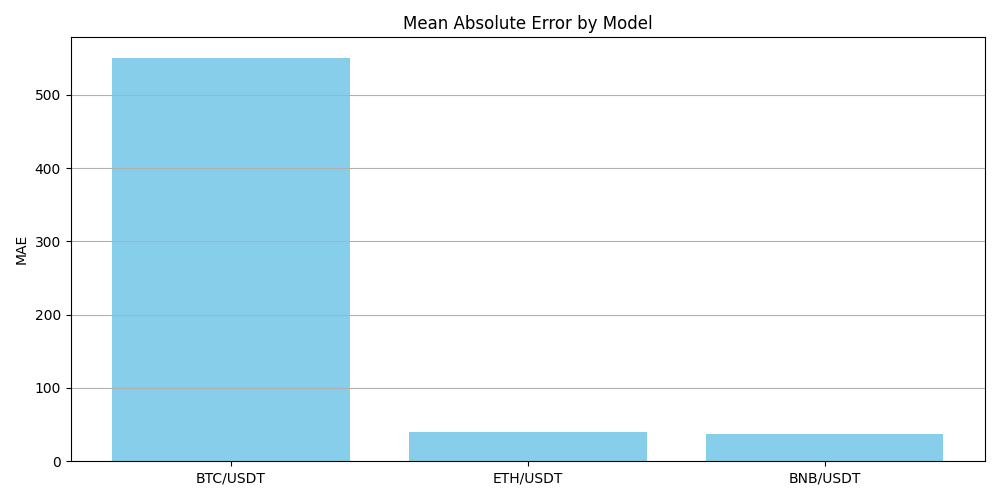 Mean Absolute Error by Model
MAE
500
400
300
200
100
0
BTC/USDT
ETH/USDT
BNB/USDT